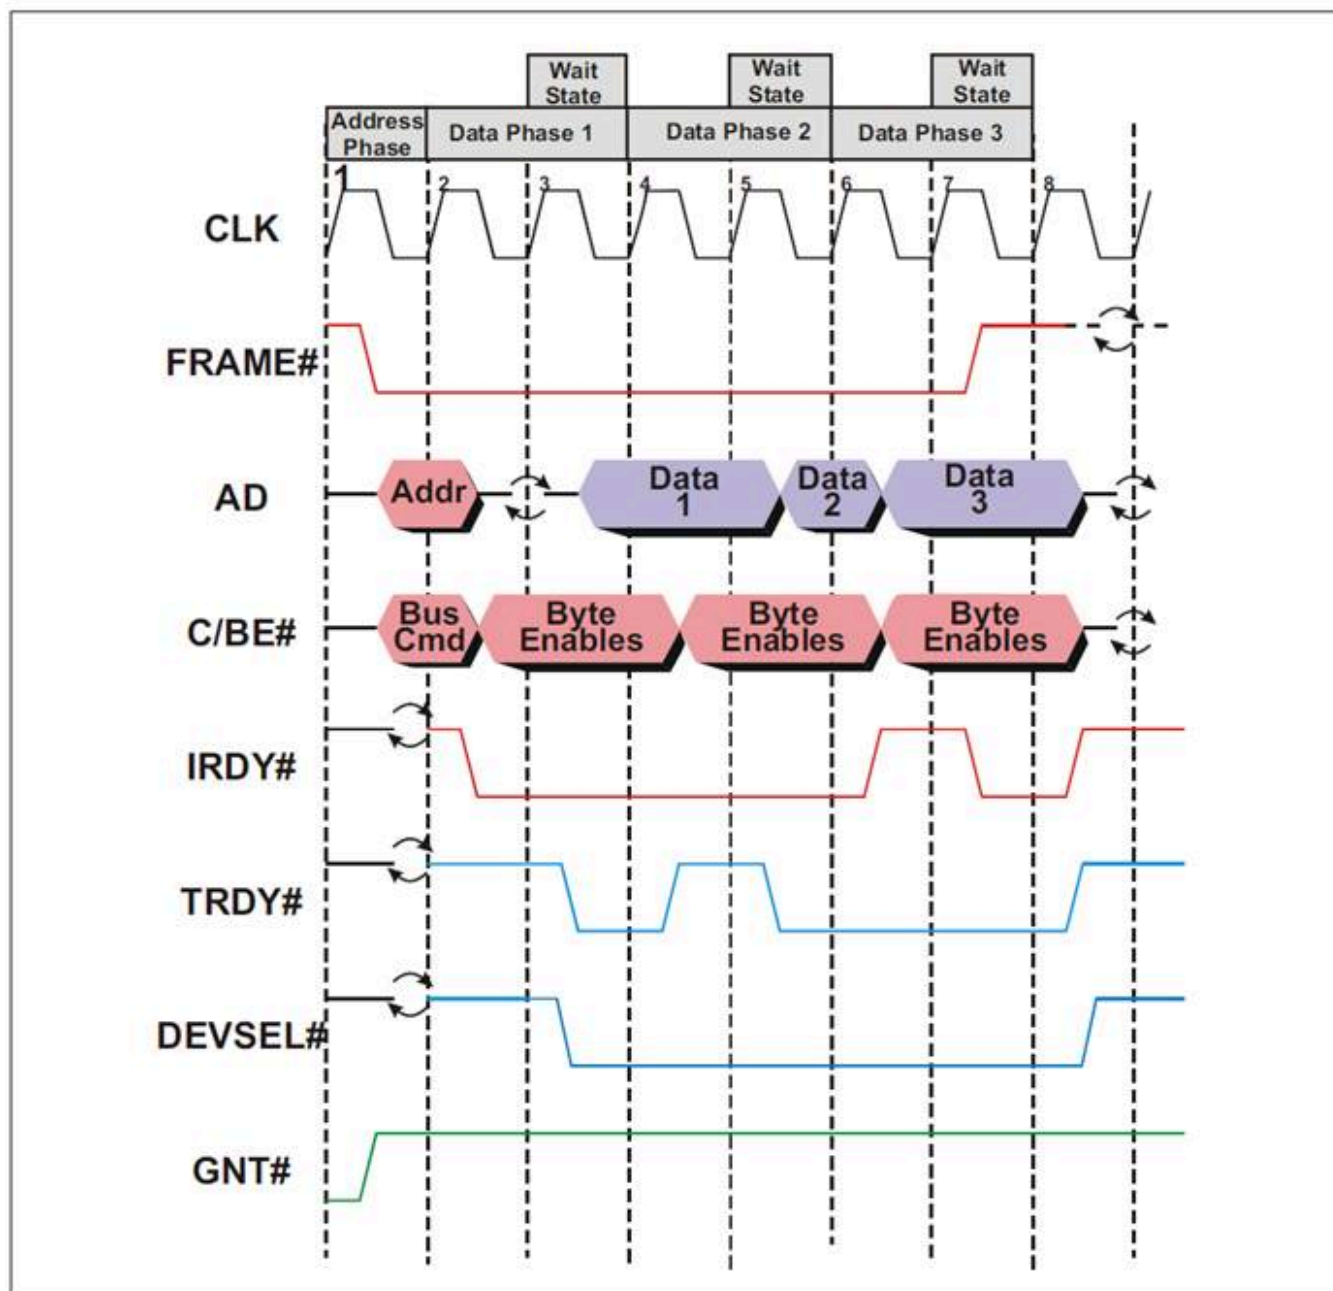 Wait
State
Wait
State
Wait
State
Address
Phase
Data Phase 1
Data Phase 2
Data Phase 3
CLK
1
2
3
4
5
6
7
8
FRAME#
AD
Addr
Data
1
Data
2
Data
3
C/BE#
Bus
Cmd
Byte
Enables
Byte
Enables
Byte
Enables
IRDY#
TRDY#
DEVSEL#
GNT#